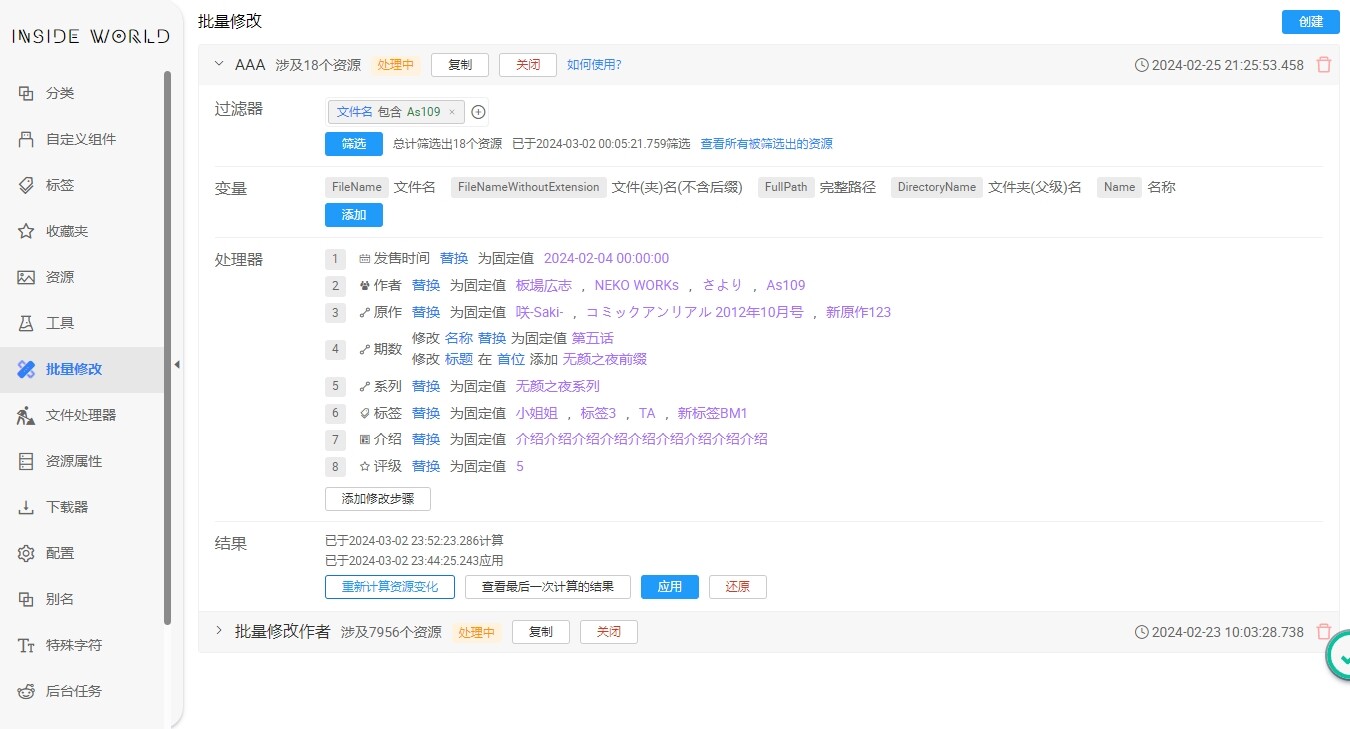 INSIDE WORLD
分类
自定义组件
标签
收藏夹
资源
工具
批量修改
文件处理器
资源属性
下载器
配置
别名
特殊字符
后台任务
批量修改
创建
AAA 涉及18个资源 处理中 复制 关闭 如何使用? 2024-02-25 21:25:53.458
过滤器 文件名 包含 As109 ×
筛选 总计筛选出18个资源 已于2024-03-02 00:05:21.759筛选 查看所有被筛选出的资源
变量 FileName 文件名 FileNameWithoutExtension 文件(夹)名(不含后缀) FullPath 完整路径 DirectoryName 文件夹(父级)名 Name 名称
添加
处理器 1 发售时间 替换 为固定值 2024-02-04 00:00:00
2 作者 替换 为固定值 板場広志 , NEKO WORKs , さより , As109
3 原作 替换 为固定值 咲-Saki- , コミックアンリアル 2012年10月号 , 新原作123
4 期数 修改 名称 替换 为固定值 第五话
修改 标题 在 首位 添加 无颜之夜前缀
5 系列 替换 为固定值 无颜之夜系列
6 标签 替换 为固定值 小姐姐 , 标签3 , TA , 新标签BM1
7 介绍 替换 为固定值 介绍介绍介绍介绍介绍介绍介绍介绍介绍
8 评级 替换 为固定值 5
添加修改步骤
结果 已于2024-03-02 23:52:23.286计算
已于2024-03-02 23:44:25.243应用
重新计算资源变化 查看最后一次计算的结果 应用 还原
批量修改作者 涉及7956个资源 处理中 复制 关闭 2024-02-23 10:03:28.738